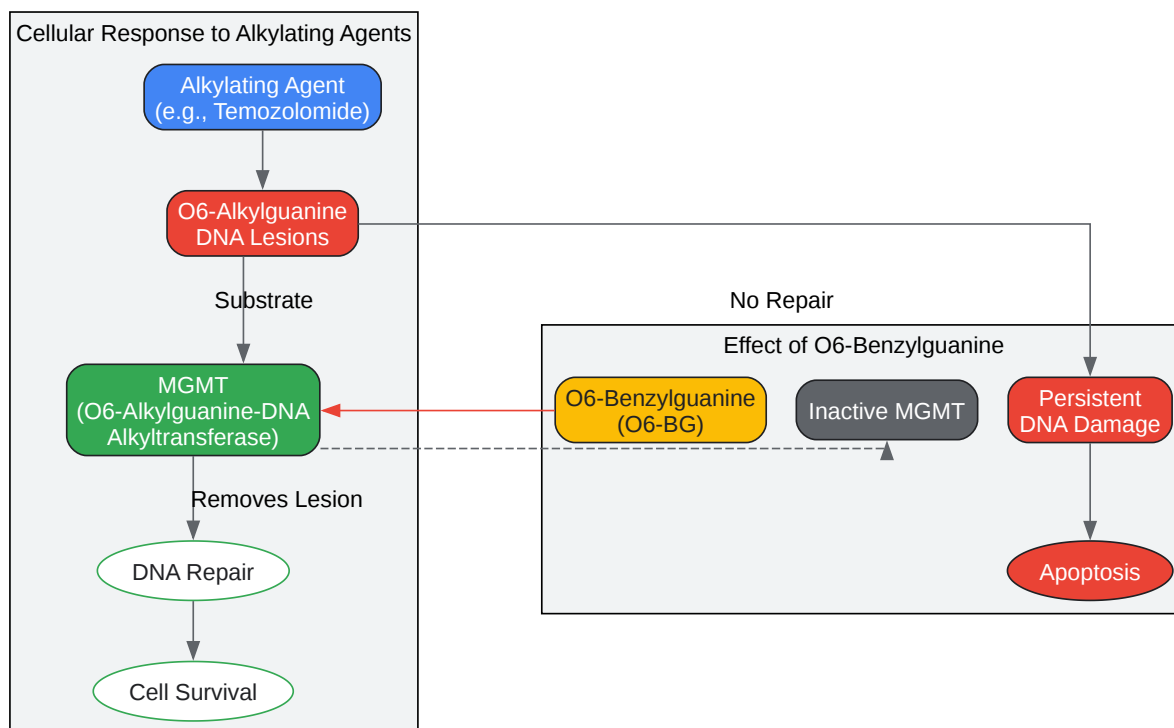 Cellular Response to Alkylating Agents
Alkylating Agent
(e.g., Temozolomide)
O6-Alkylguanine
DNA Lesions
Substrate
No Repair
Effect of O6-Benzylguanine
MGMT
(O6-Alkylguanine-DNA
Alkyltransferase)
O6-Benzylguanine
(O6-BG)
Inactive MGMT
Persistent
DNA Damage
Removes Lesion
DNA Repair
Apoptosis
Cell Survival